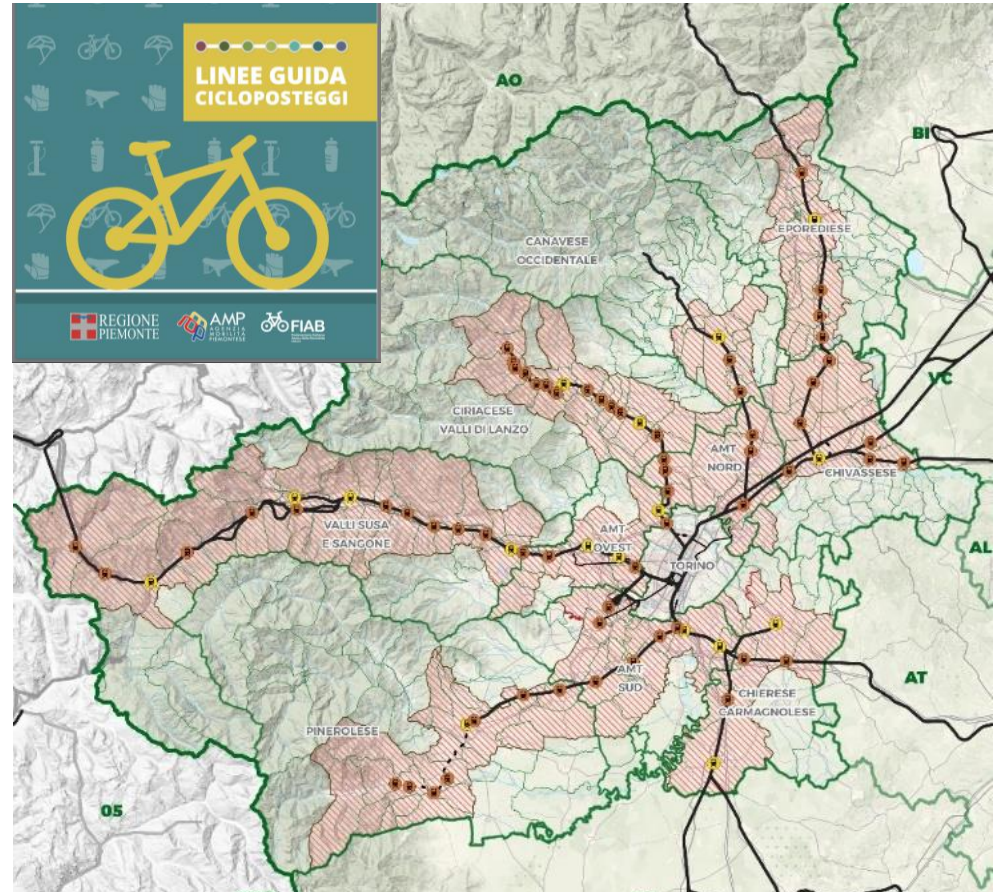 LINEE GUIDA
CICLOPOSTEGGI
REGIONE
PIEMONTE
AMP
AGENZIA
MOBILITÀ
PIEMONTESE
FIAB
AO
BI
EPOREDIESE
CANAVESE
OCCIDENTALE
VC
CIRIACESE
VALLI DI LANZO
AMT
NORD
CHIVASSESE
VALLI SUSA
E SANGONE
AMT
OVEST
TORINO
AL
AMT
SUD
CHIERESE
CARMAGNOLESE
AT
PINEROLESE
05